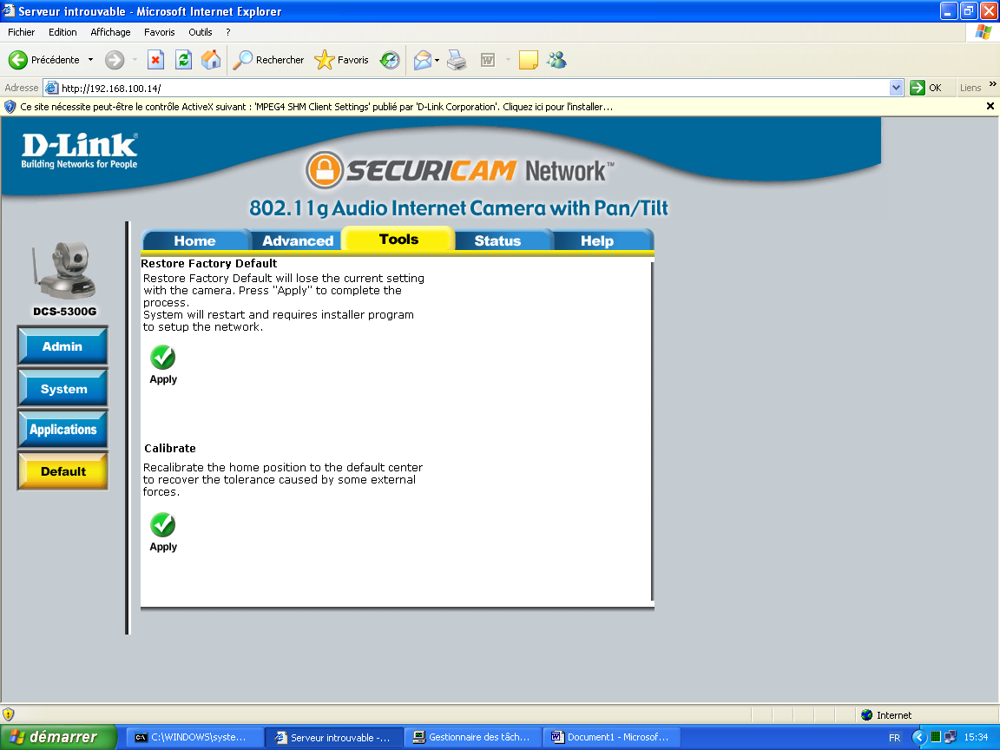 Serveur introuvable - Microsoft Internet Explorer
Fichier Edition Affichage Favoris Outils ?
Précédente Rechercher Favoris
Adresse http://192.168.100.14/ OK Liens »
Ce site nécessite peut-être le contrôle ActiveX suivant : 'MPEG4 SHM Client Settings' publié par 'D-Link Corporation'. Cliquez ici pour l'installer...
D-Link®
Building Networks for People
SECURICAM Network™
802.11g Audio Internet Camera with Pan/Tilt
Home Advanced Tools Status Help
DCS-5300G
Admin
System
Applications
Default
Restore Factory Default
Restore Factory Default will lose the current setting
with the camera. Press "Apply" to complete the
process.
System will restart and requires installer program
to setup the network.
Apply
Calibrate
Recalibrate the home position to the default center
to recover the tolerance caused by some external
forces.
Apply
Internet
démarrer C:\WINDOWS\syste... Serveur introuvable -... Gestionnaire des tâch... Document1 - Microsof... FR 15:34